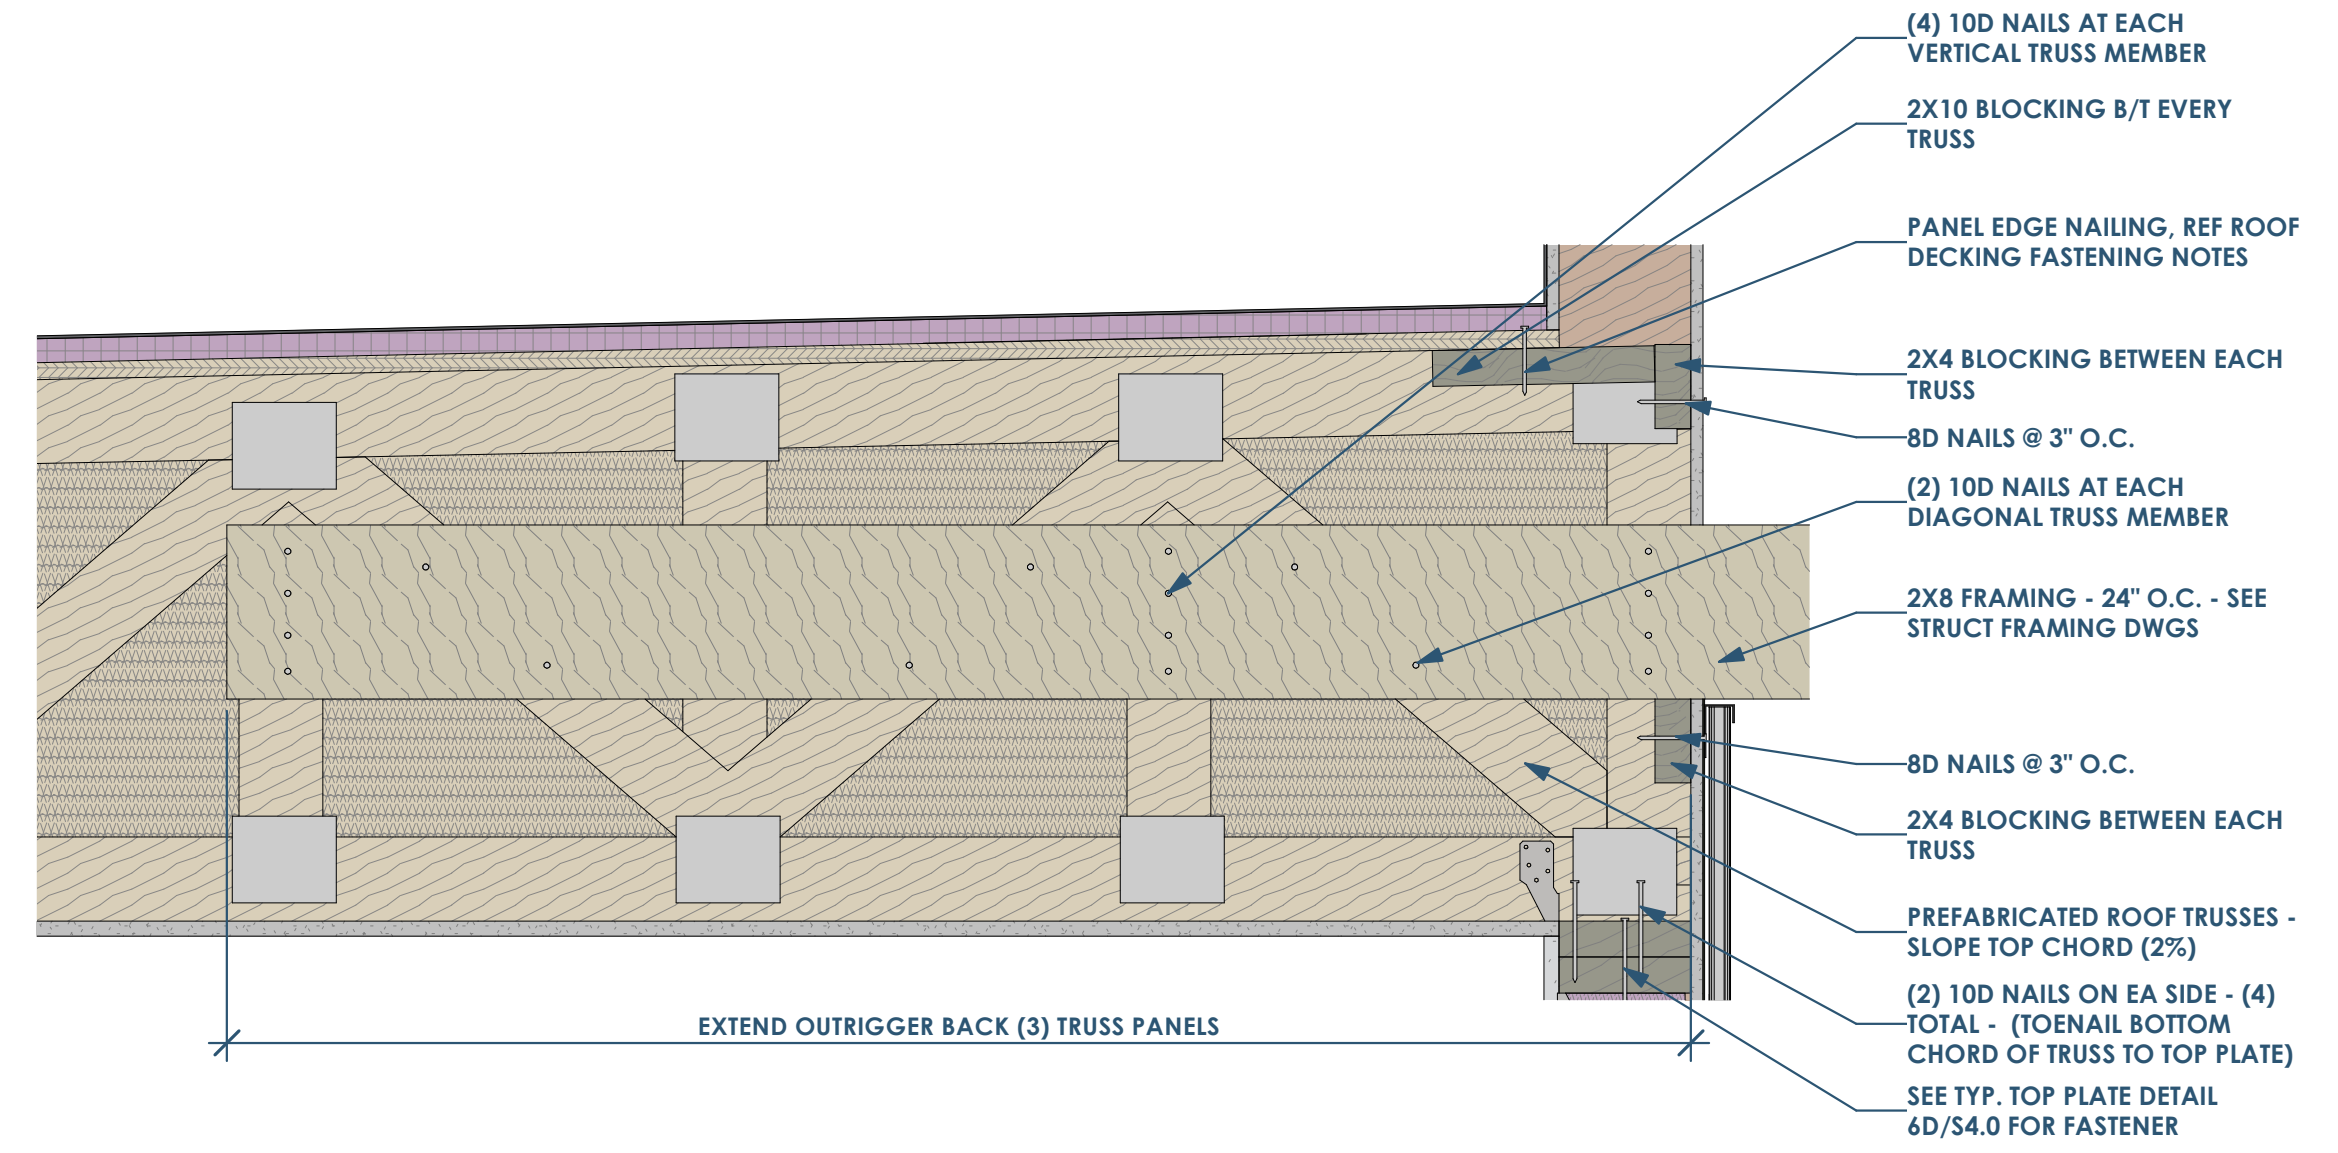 (4) 10D NAILS AT EACH
VERTICAL TRUSS MEMBER
2X10 BLOCKING B/T EVERY
TRUSS
PANEL EDGE NAILING, REF ROOF
DECKING FASTENING NOTES
2X4 BLOCKING BETWEEN EACH
TRUSS
8D NAILS @ 3" O.C.
(2) 10D NAILS AT EACH
DIAGONAL TRUSS MEMBER
2X8 FRAMING - 24" O.C. - SEE
STRUCT FRAMING DWGS
8D NAILS @ 3" O.C.
2X4 BLOCKING BETWEEN EACH
TRUSS
PREFABRICATED ROOF TRUSSES -
SLOPE TOP CHORD (2%)
(2) 10D NAILS ON EA SIDE - (4)
TOTAL - (TOENAIL BOTTOM
CHORD OF TRUSS TO TOP PLATE)
SEE TYP. TOP PLATE DETAIL
6D/S4.0 FOR FASTENER
EXTEND OUTRIGGER BACK (3) TRUSS PANELS